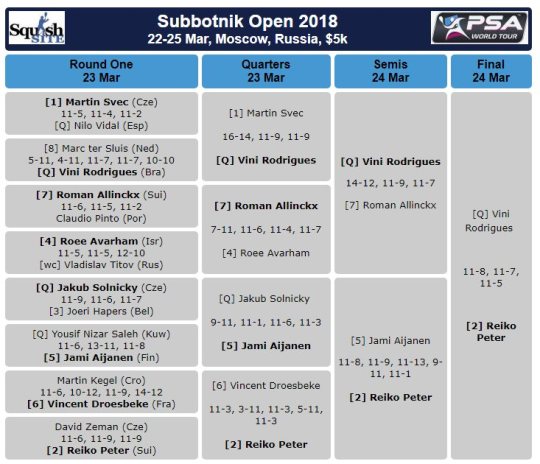 Squish
SITE
Subbotnik Open 2018
22-25 Mar, Moscow, Russia, $5k
PSA
WORLD TOUR
Round One
23 Mar
Quarters
23 Mar
Semis
24 Mar
Final
24 Mar
[1] Martin Svec (Cze)
11-5, 11-4, 11-2
[Q] Nilo Vidal (Esp)
[8] Marc ter Sluis (Ned)
5-11, 4-11, 11-7, 11-7, 10-10
[Q] Vini Rodrigues (Bra)
[7] Roman Allinckx (Sui)
11-6, 11-5, 11-2
Claudio Pinto (Por)
[4] Roee Avarham (Isr)
11-5, 11-5, 12-10
[wc] Vladislav Titov (Rus)
[Q] Jakub Solnicky (Cze)
11-9, 11-6, 11-7
[3] Joeri Hapers (Bel)
[Q] Yousif Nizar Saleh (Kuw)
11-6, 13-11, 11-8
[5] Jami Aijanen (Fin)
Martin Kegel (Cro)
11-6, 10-12, 11-9, 14-12
[6] Vincent Droesbeke (Fra)
David Zeman (Cze)
11-6, 11-9, 11-9
[2] Reiko Peter (Sui)
[1] Martin Svec
16-14, 11-9, 11-9
[Q] Vini Rodrigues
[7] Roman Allinckx
7-11, 11-6, 11-4, 11-7
[4] Roee Avarham
[Q] Jakub Solnicky
9-11, 11-1, 11-6, 11-3
[5] Jami Aijanen
[6] Vincent Droesbeke
11-3, 3-11, 11-3, 5-11,
11-3
[2] Reiko Peter
[Q] Vini Rodrigues
14-12, 11-9, 11-7
[7] Roman Allinckx
[5] Jami Aijanen
11-8, 11-9, 11-13, 9-
11, 11-1
[2] Reiko Peter
[Q] Vini
Rodrigues
11-8, 11-7,
11-5
[2] Reiko
Peter